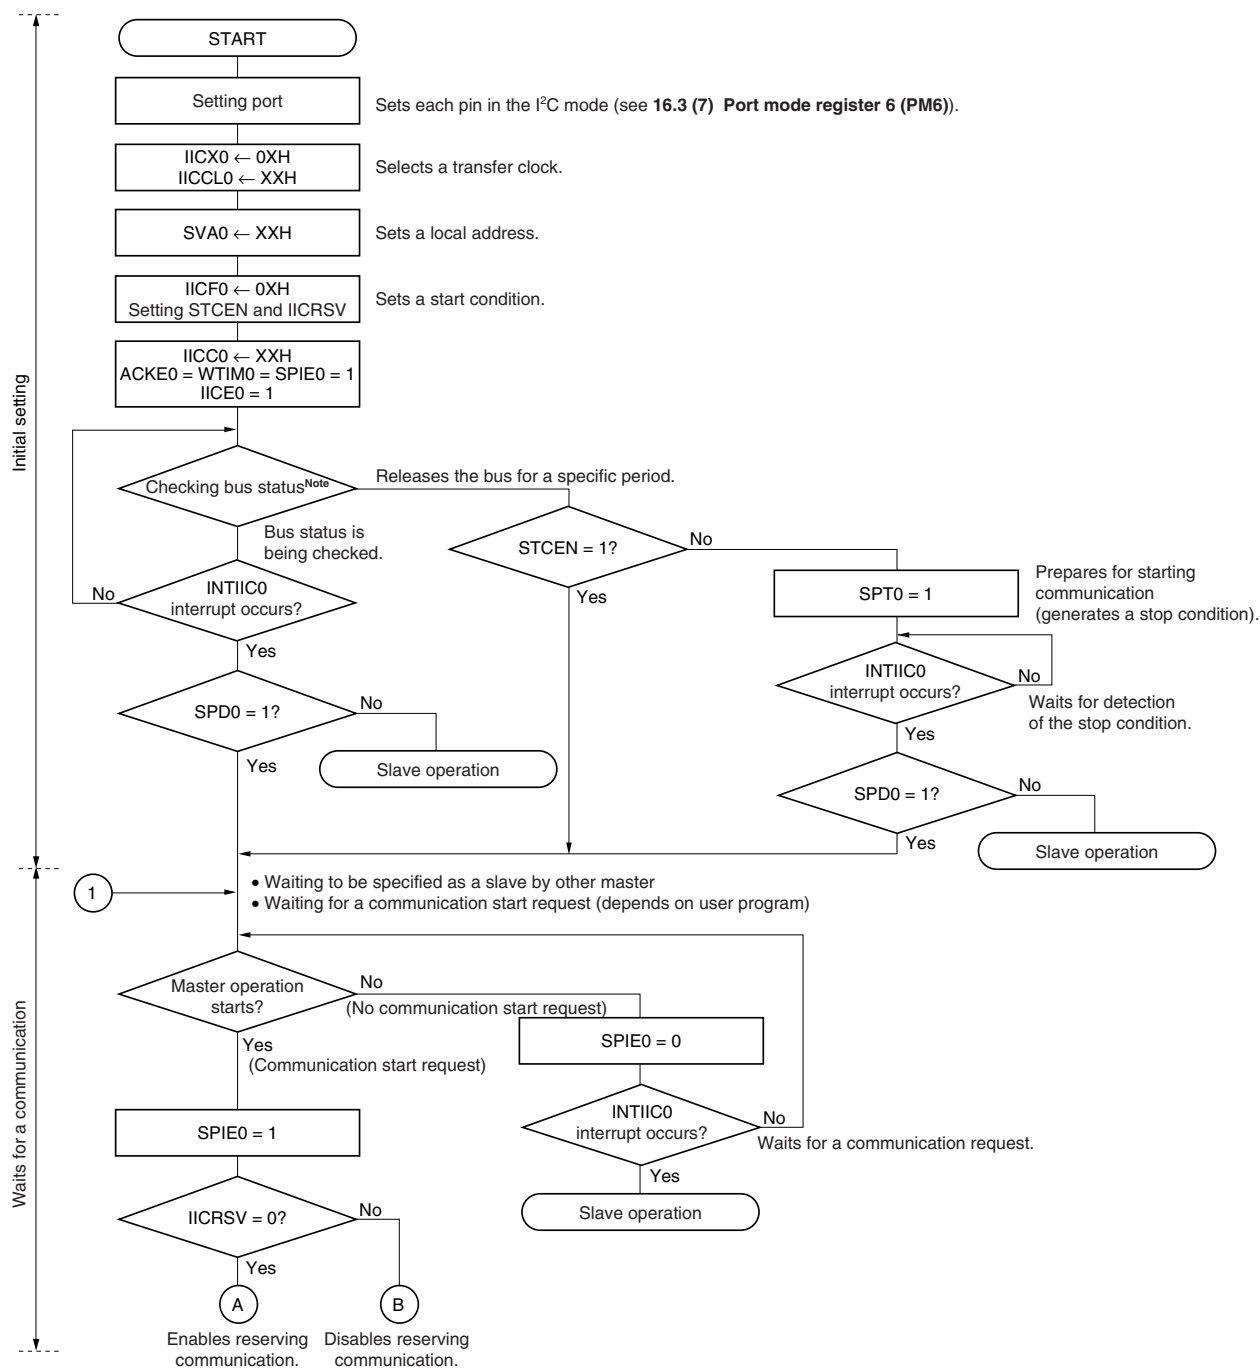 START
Setting port
Sets each pin in the I²C mode (see 16.3 (7) Port mode register 6 (PM6)).
IICX0 ← 0XH
IICCL0 ← XXH
Selects a transfer clock.
SVA0 ← XXH
Sets a local address.
IICF0 ← 0XH
Setting STCEN and IICRSV
Sets a start condition.
IICC0 ← XXH
ACKE0 = WTIM0 = SPIE0 = 1
IICE0 = 1
Initial setting
Checking bus statusNote
Releases the bus for a specific period.
Bus status is
being checked.
STCEN = 1?
No
Yes
INTIIC0
interrupt occurs?
No
Yes
SPT0 = 1
Prepares for starting
communication
(generates a stop condition).
INTIIC0
interrupt occurs?
No
Waits for detection
of the stop condition.
Yes
SPD0 = 1?
No
Yes
Slave operation
SPD0 = 1?
No
Yes
Slave operation
1
• Waiting to be specified as a slave by other master
• Waiting for a communication start request (depends on user program)
Waits for a communication
Master operation
starts?
No
(No communication start request)
Yes
(Communication start request)
SPIE0 = 0
INTIIC0
interrupt occurs?
No
Waits for a communication request.
Yes
Slave operation
SPIE0 = 1
IICRSV = 0?
No
Yes
A
B
Enables reserving
communication.
Disables reserving
communication.